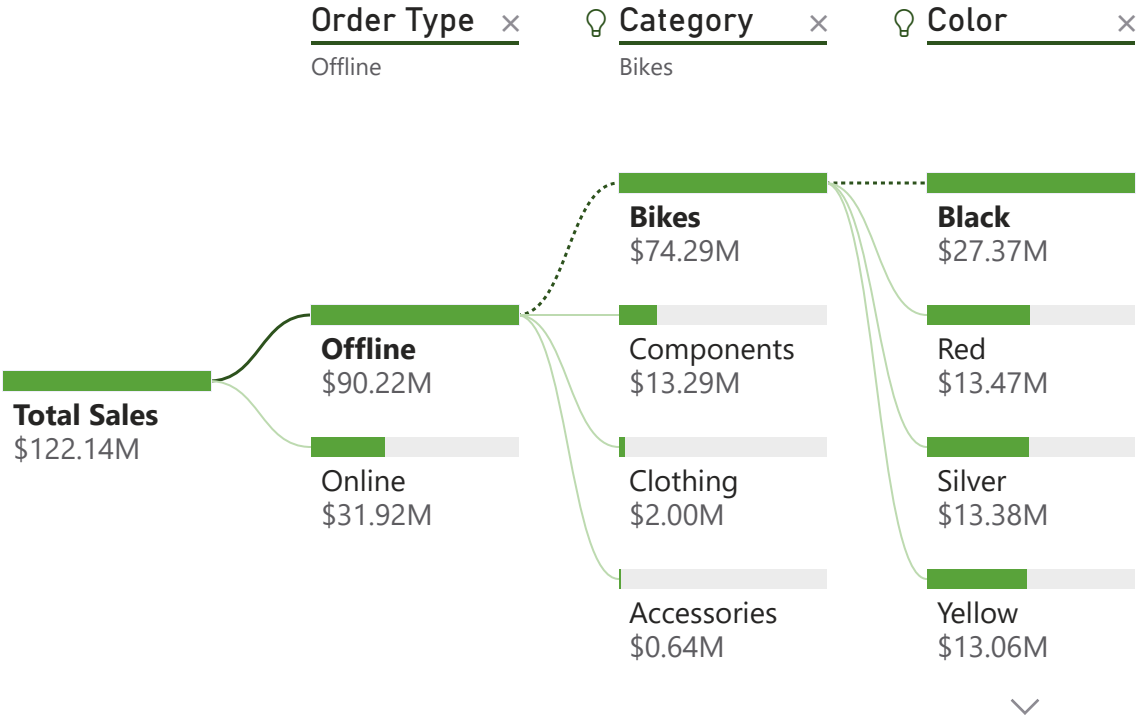 Order Type
Category
Color
Offline
Bikes
Total Sales
$122.14M
Offline
$90.22M
Online
$31.92M
Bikes
$74.29M
Components
$13.29M
Clothing
$2.00M
Accessories
$0.64M
Black
$27.37M
Red
$13.47M
Silver
$13.38M
Yellow
$13.06M